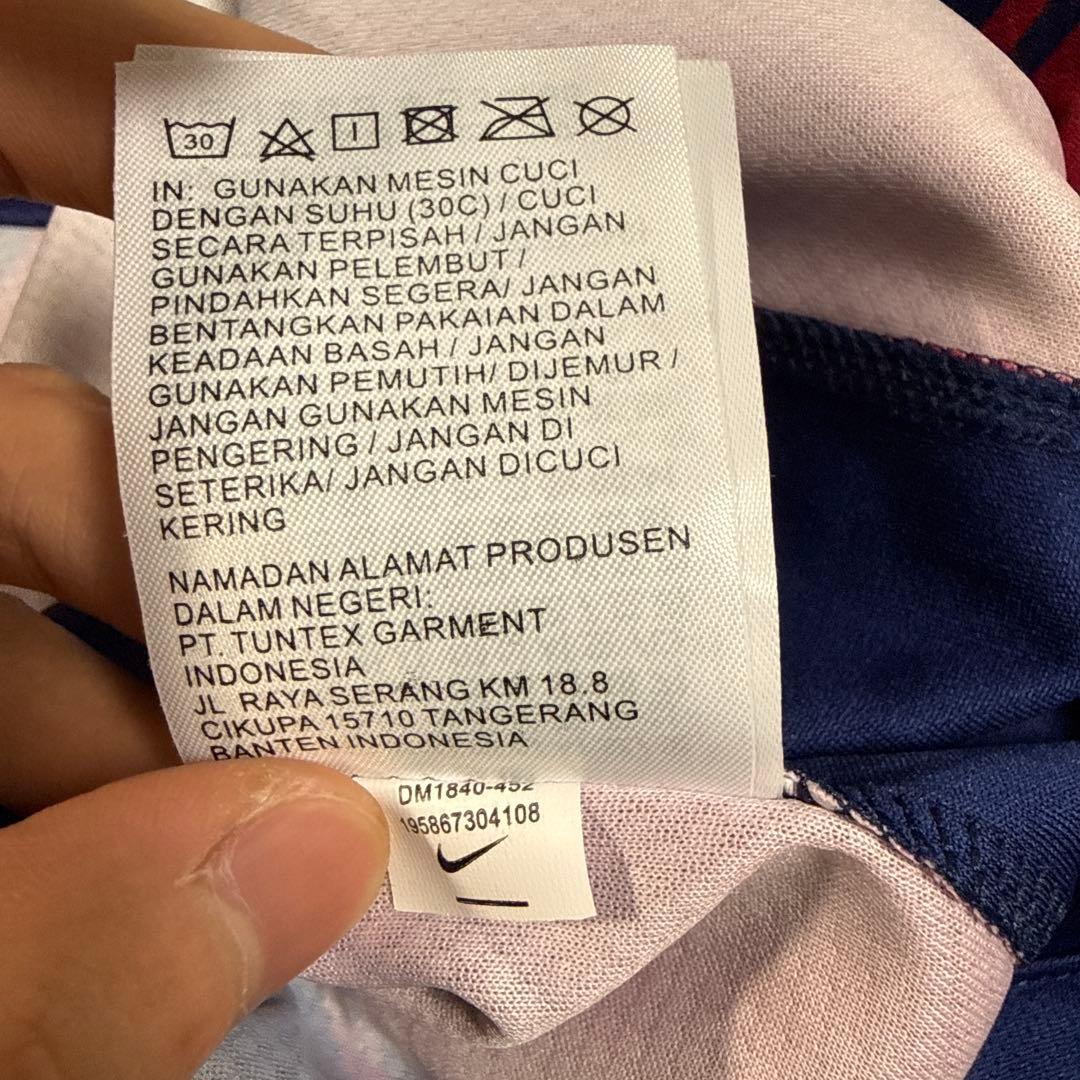 30
IN: GUNAKAN MESIN CUCI
DENGAN SUHU (30C) / CUCI
SECARA TERPISAH / JANGAN
GUNAKAN PELEMBUT /
PINDAHKAN SEGERA/ JANGAN
BENTANGKAN PAKAIAN DALAM
KEADAAN BASAH / JANGAN
GUNAKAN PEMUTIH/ DIJEMUR /
JANGAN GUNAKAN MESIN
PENGERING / JANGAN DI
SETERIKA/ JANGAN DICUCI
KERING
NAMADAN ALAMAT PRODUSEN
DALAM NEGERI:
PT. TUNTEX GARMENT
INDONESIA
JL RAYA SERANG KM 18.8
CIKUPA 15710 TANGERANG
BANTEN INDONESIA
DM1840-452
195867304108